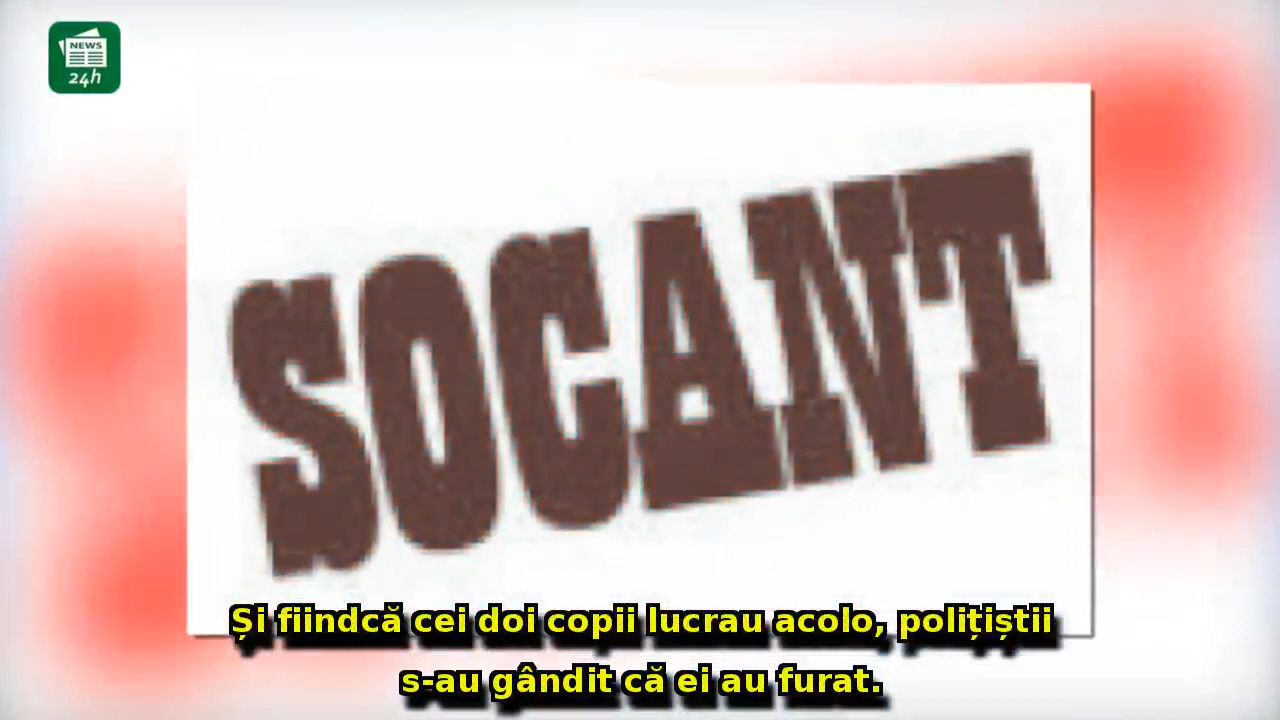 NEWS
24h
SOCANT
Și fiindcă cei doi copii lucrau acolo, polițiștii
s-au gândit că ei au furat.